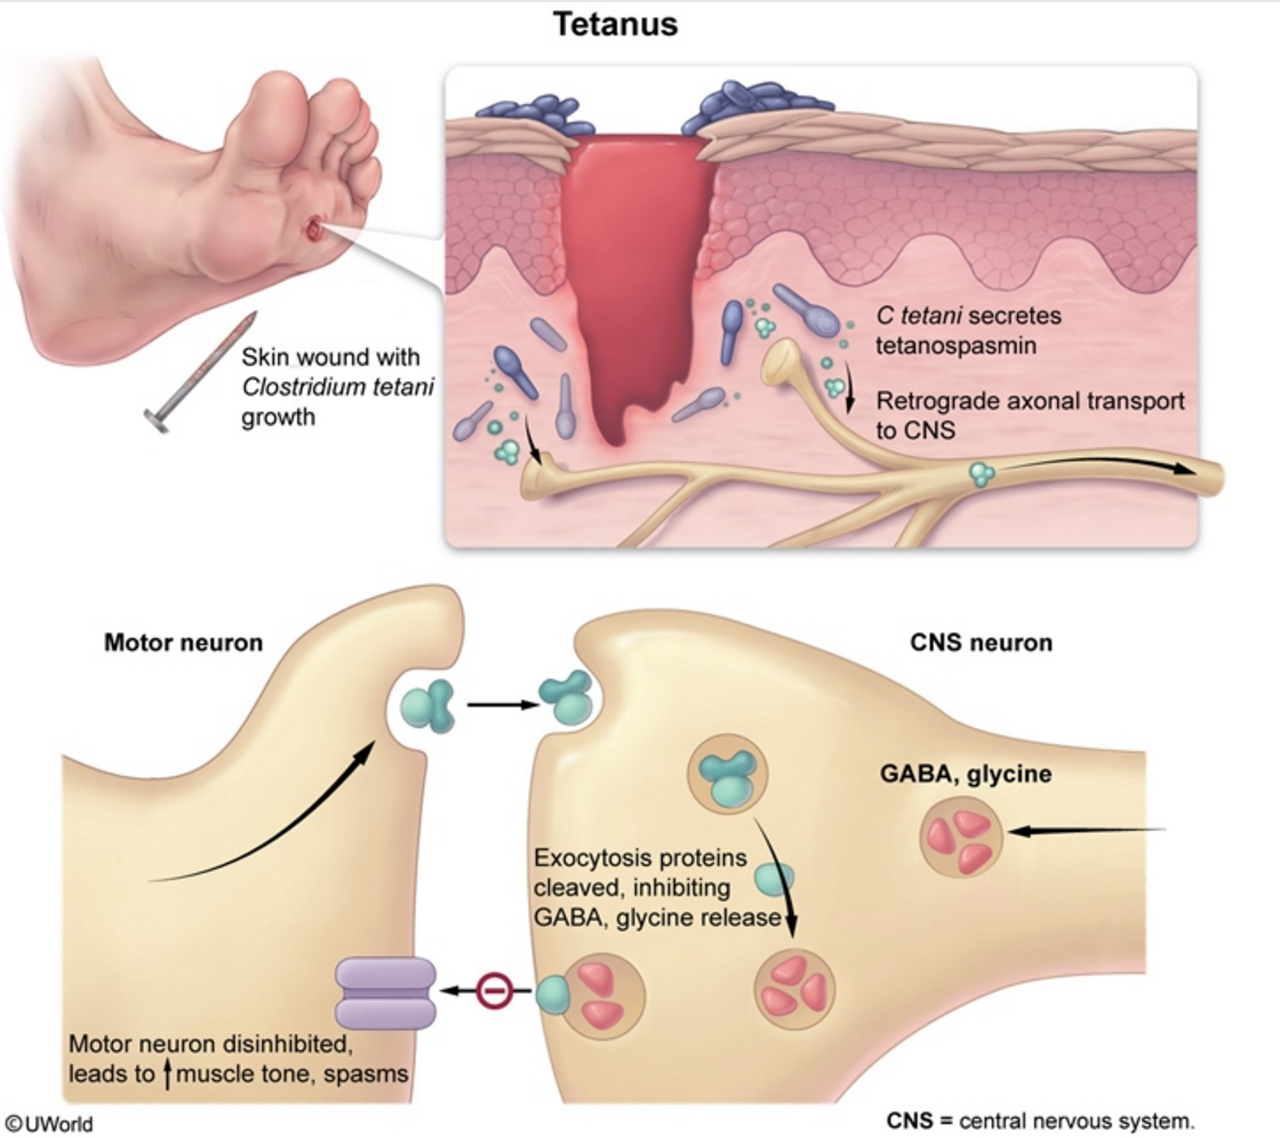 Tetanus
Skin wound with
Clostridium tetani
growth
C tetani secretes
tetanospasmin
Retrograde axonal transport
to CNS
Motor neuron
CNS neuron
GABA, glycine
Exocytosis proteins
cleaved, inhibiting
GABA, glycine release
Motor neuron disinhibited,
leads to ↑ muscle tone, spasms
©UWorld
CNS = central nervous system.